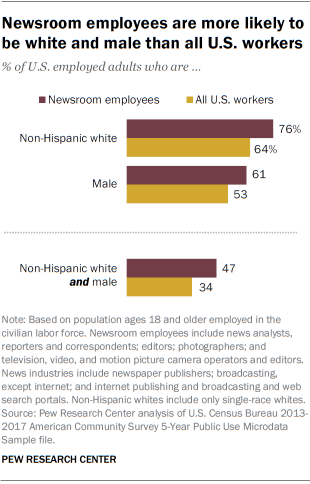 Newsroom employees are more likely to
be white and male than all U.S. workers
% of U.S. employed adults who are ...
Newsroom employees All U.S. workers
Non-Hispanic white 76%
64%
Male 61
53
Non-Hispanic white 47
and male 34
Note: Based on population ages 18 and older employed in the
civilian labor force. Newsroom employees include news analysts,
reporters and correspondents; editors; photographers; and
television, video, and motion picture camera operators and editors.
News industries include newspaper publishers; broadcasting,
except internet; and internet publishing and broadcasting and web
search portals. Non-Hispanic whites include only single-race whites.
Source: Pew Research Center analysis of U.S. Census Bureau 2013-
2017 American Community Survey 5-Year Public Use Microdata
Sample file.
PEW RESEARCH CENTER